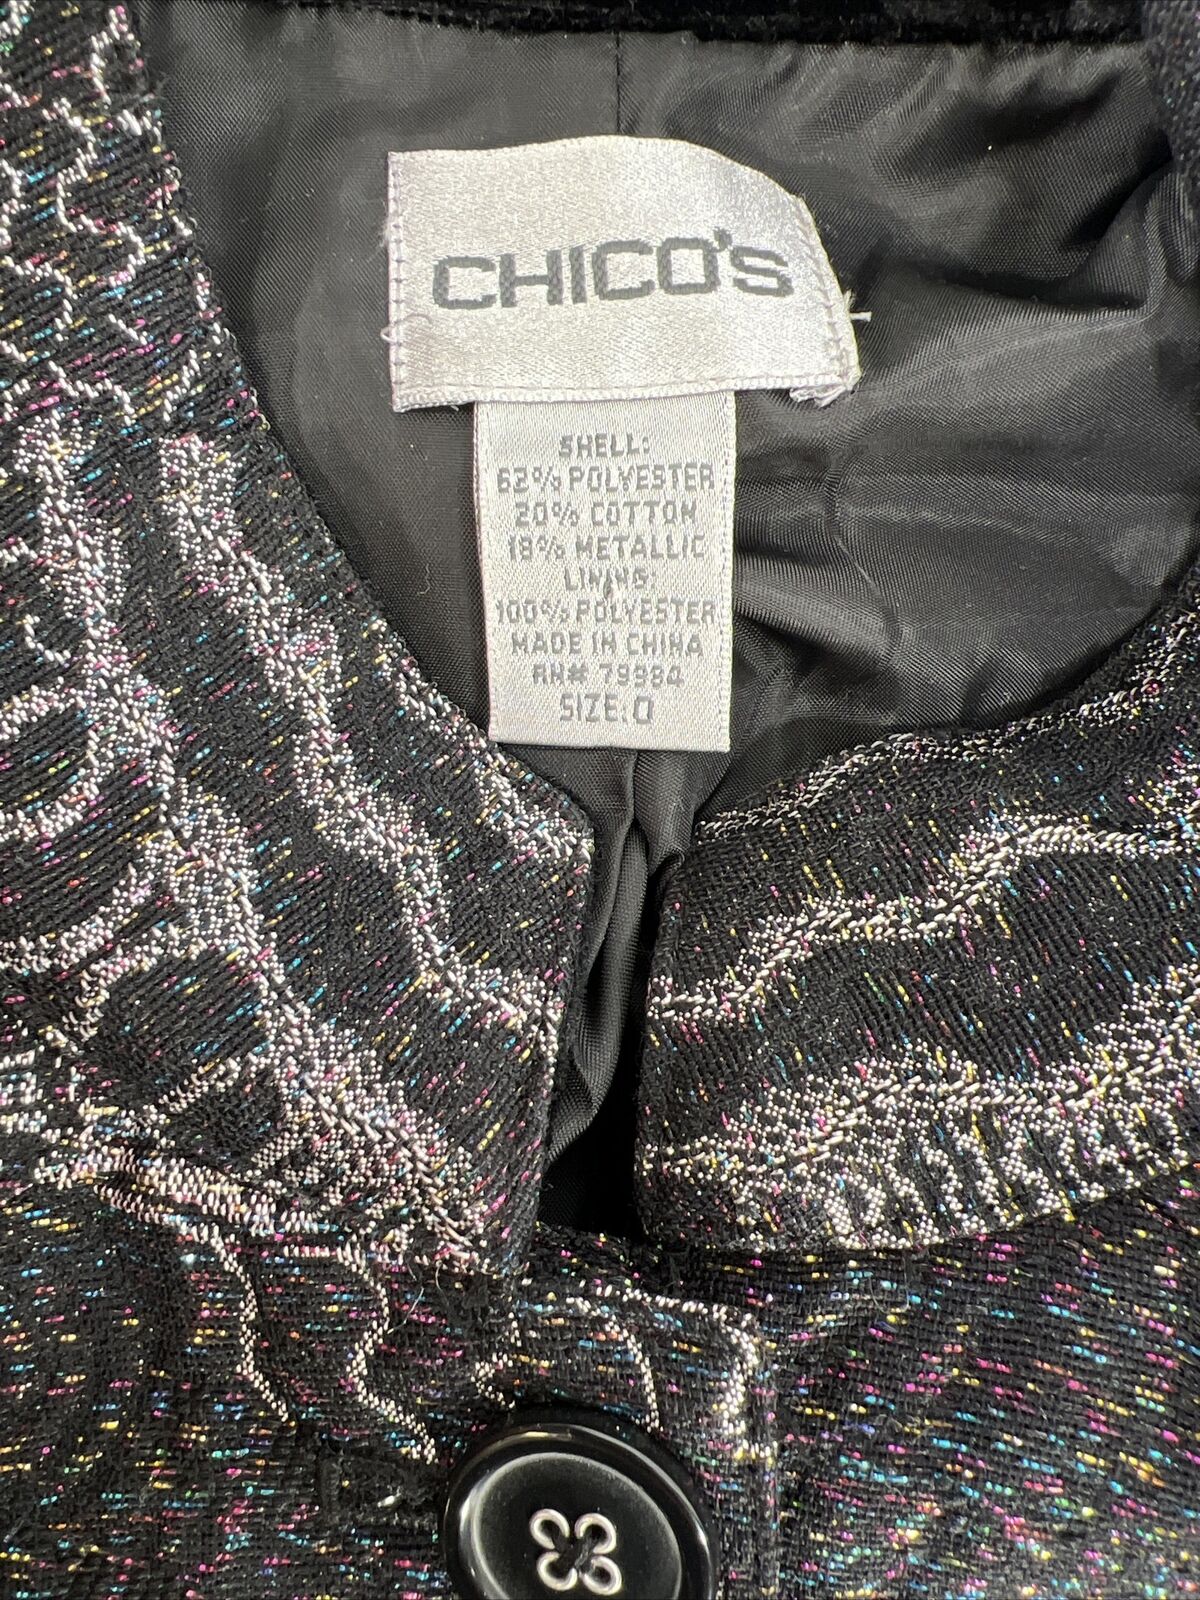 CHICO'S
SHELL:
62% POLYESTER
20% COTTON
18% METALLIC
LINING:
100% POLYESTER
MADE IN CHINA
RN# 79984
SIZE: 0